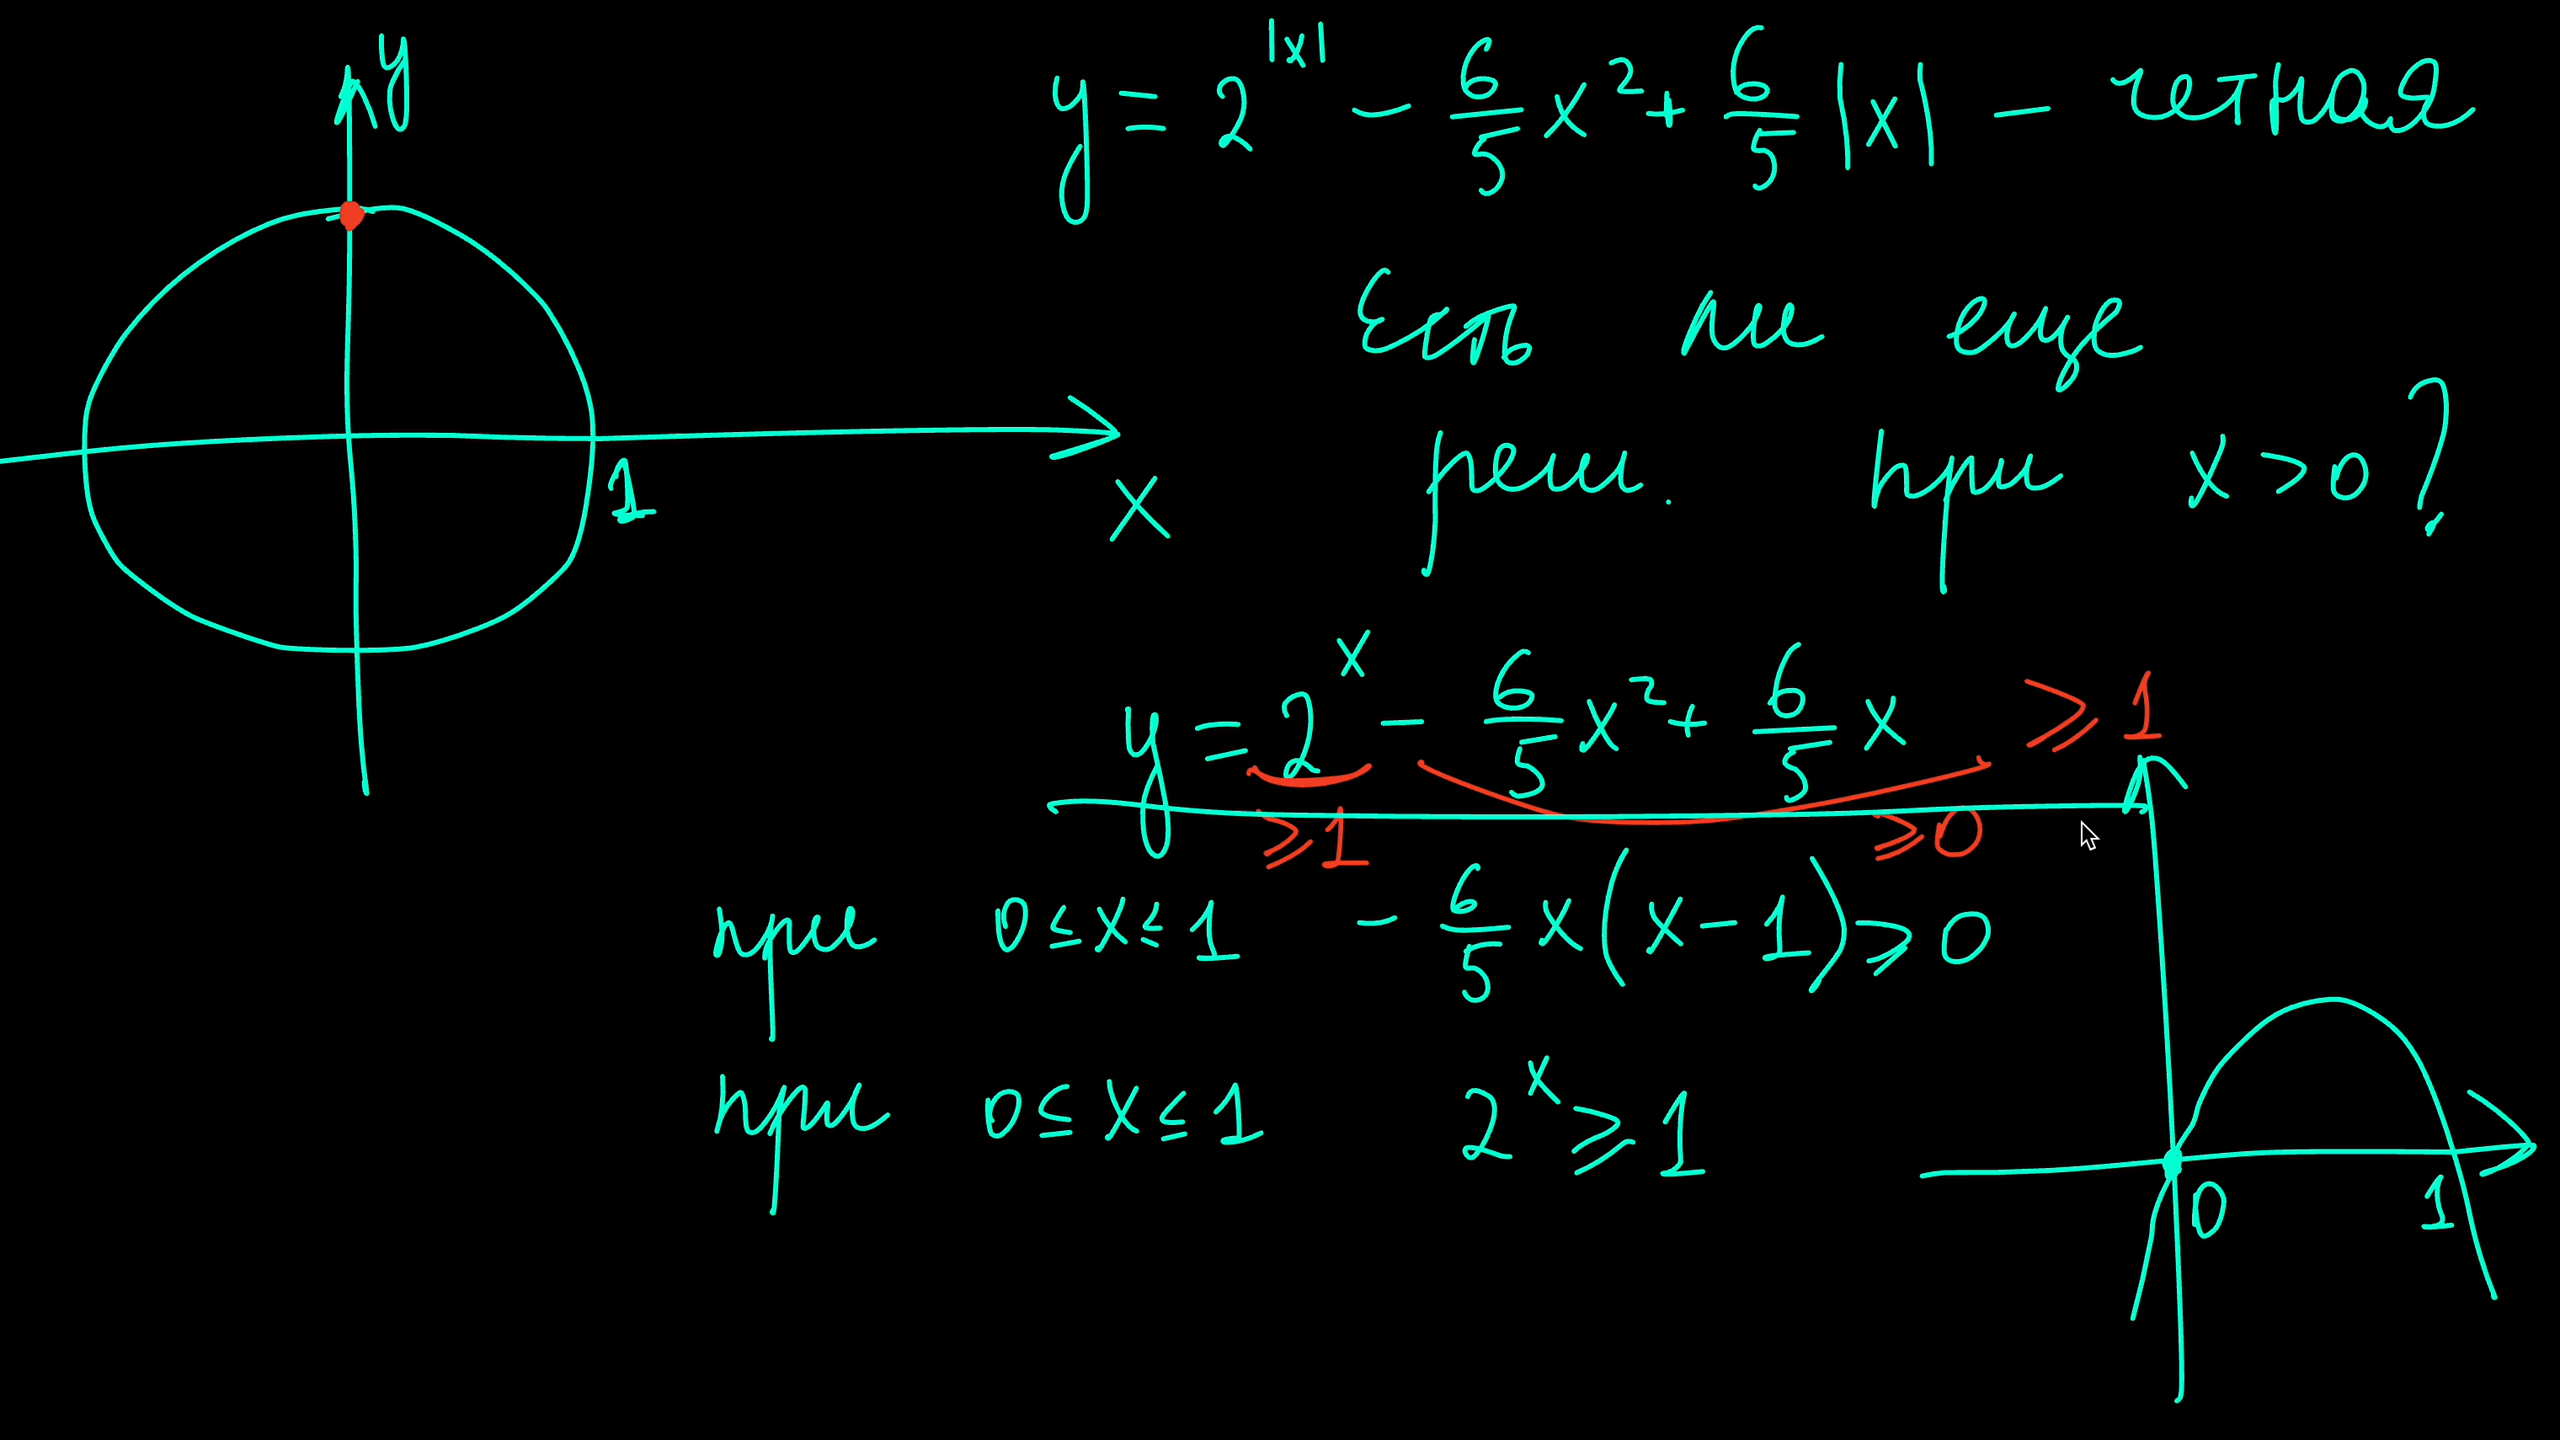 y
y = 2^|x| - 6/5 x² + 6/5 |x| - четная
Есть ли еще
реш. при x > 0 ?
1
x
y = 2^x - 6/5 x² + 6/5 x ⩾ 1
⩾ 1 ⩾ 0
при 0 ≤ x ≤ 1 - 6/5 x (x - 1) ⩾ 0
при 0 ≤ x ≤ 1 2^x ⩾ 1
0 1